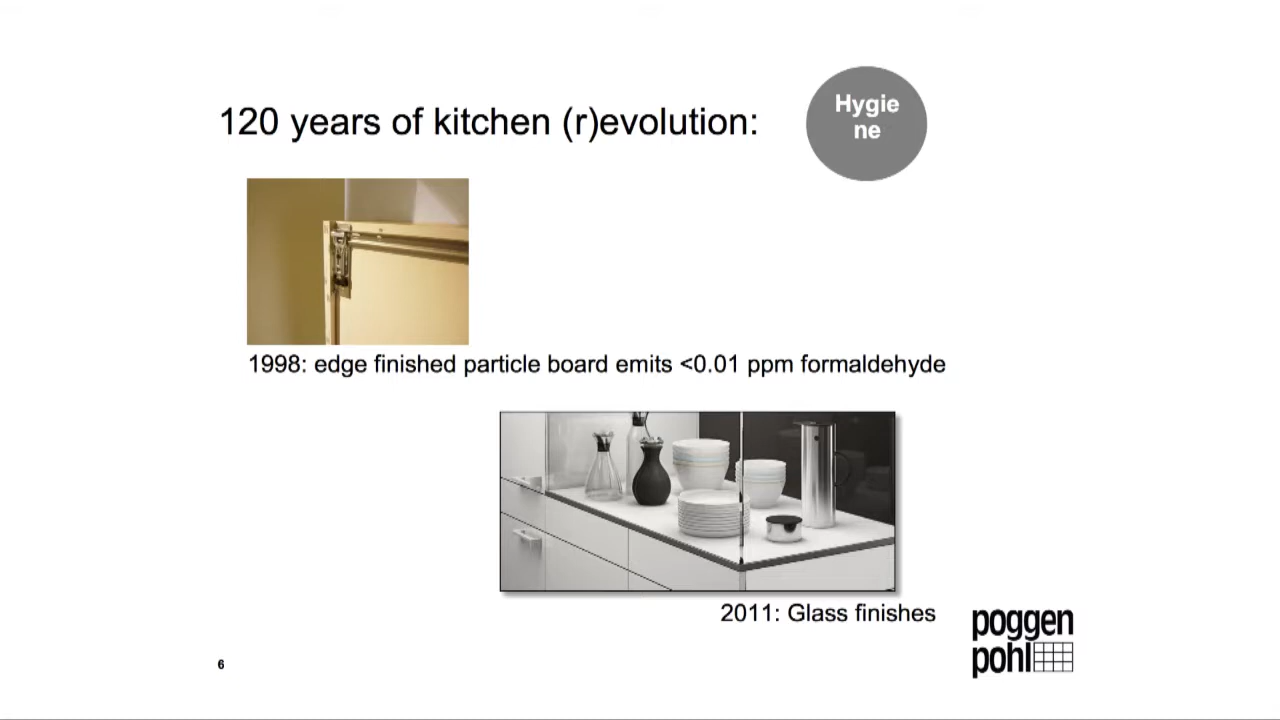 120 years of kitchen (r)evolution:
Hygie
ne
1998: edge finished particle board emits <0.01 ppm formaldehyde
2011: Glass finishes
poggen
pohl
6